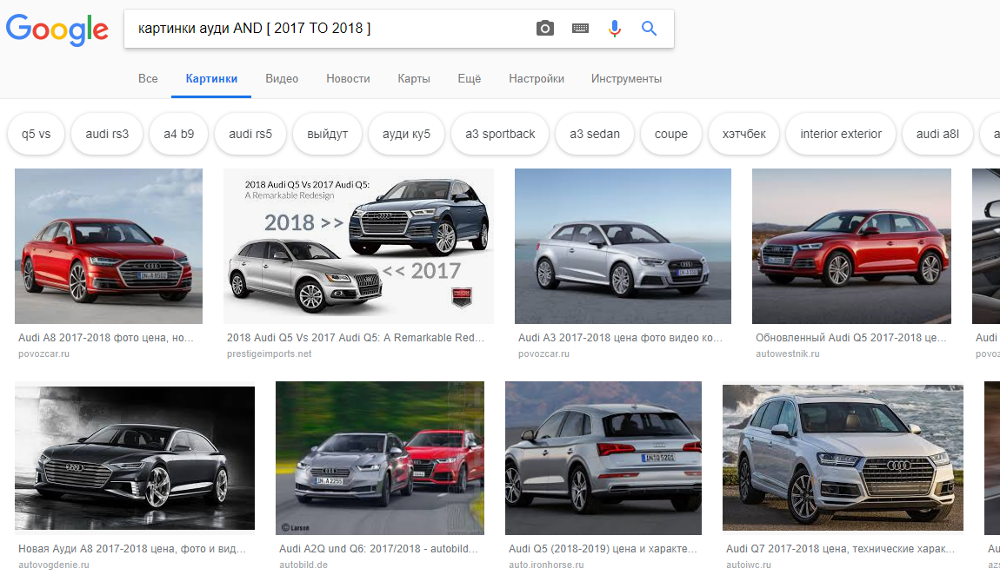 Google
картинки ауди AND [ 2017 TO 2018 ]
Все Картинки Видео Новости Карты Ещё Настройки Инструменты
q5 vs audi rs3 a4 b9 audi rs5 выйдут ауди ку5 a3 sportback a3 sedan coupe хэтчбек interior exterior audi a8l a
2018 Audi Q5 Vs 2017 Audi Q5:
A Remarkable Redesign
2018 >>
<< 2017
Audi A8 2017-2018 фото цена, но... 2018 Audi Q5 Vs 2017 Audi Q5: A Remarkable Red... Audi A3 2017-2018 цена фото видео ко... Обновленный Audi Q5 2017-2018 це... Audi
povozcar.ru prestigeimports.net povozcar.ru autowestnik.ru povoz
IN·Q 5201
© Larson
Новая Ауди А8 2017-2018 цена, фото и вид... Audi A2Q und Q6: 2017/2018 - autobild... Audi Q5 (2018-2019) цена и характе... Audi Q7 2017-2018 цена, технические харак... Audi
autovogdenie.ru autobild.de auto.ironhorse.ru autoiwc.ru azs